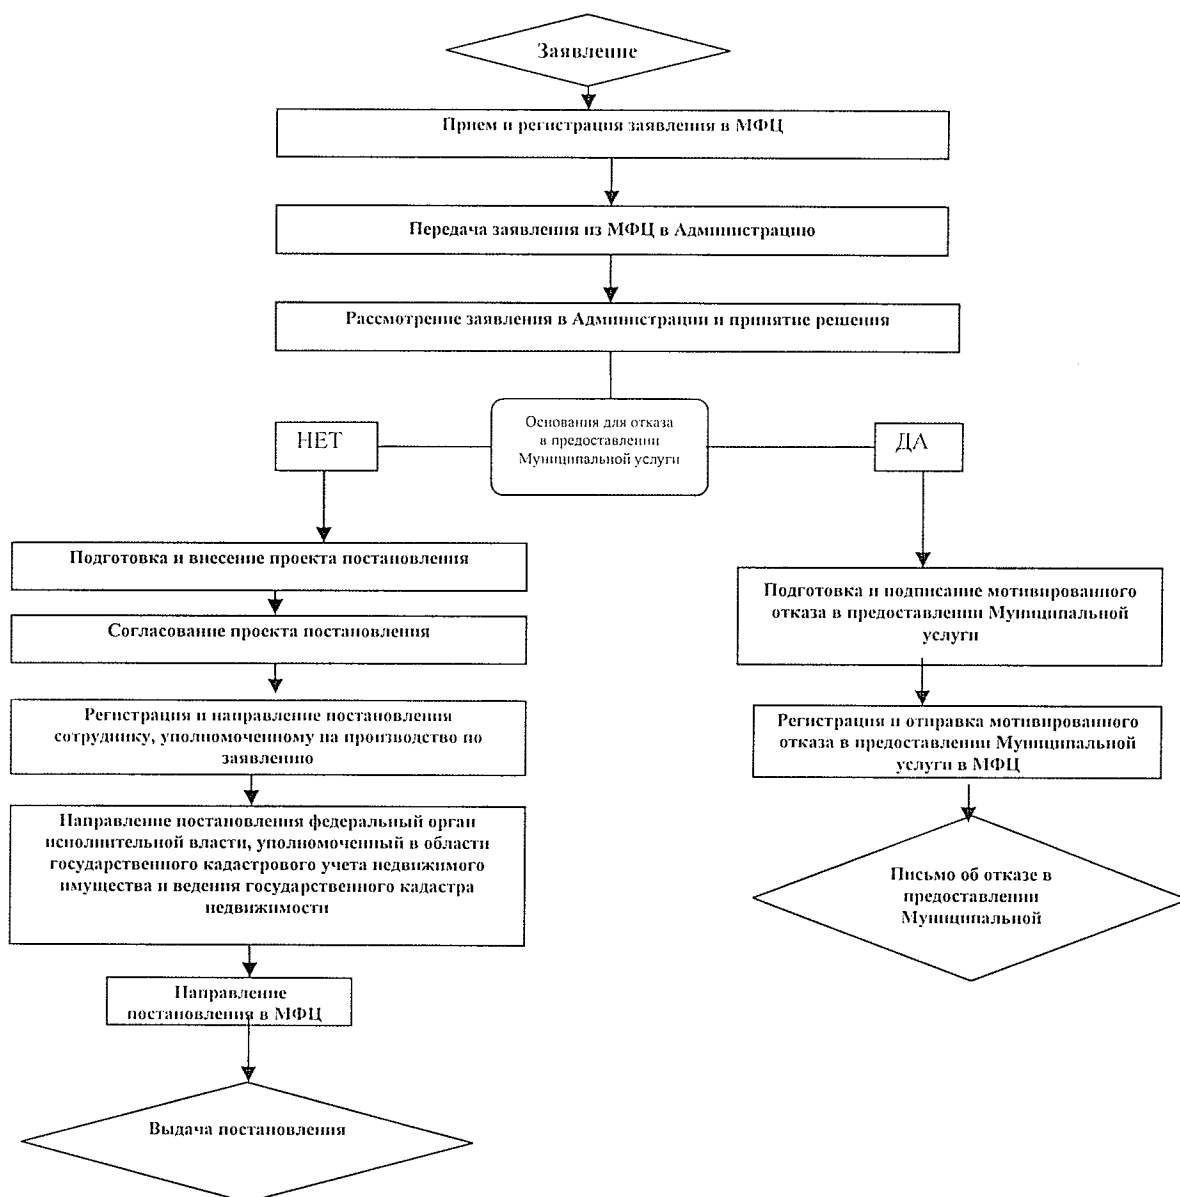 Заявление
Прием и регистрация заявления в МФЦ
Передача заявления из МФЦ в Администрацию
Рассмотрение заявления в Администрации и принятие решения
Основания для отказа
в предоставлении
Муниципальной услуги
НЕТ
ДА
Подготовка и внесение проекта постановления
Согласование проекта постановления
Регистрация и направление постановления
сотруднику, уполномоченному на производство по
заявлению
Направление постановления федеральный орган
исполнительной власти, уполномоченный в области
государственного кадастрового учета недвижимого
имущества и ведения государственного кадастра
недвижимости
Направление
постановления в МФЦ
Выдача постановления
Подготовка и подписание мотивированного
отказа в предоставлении Муниципальной
услуги
Регистрация и отправка мотивированного
отказа в предоставлении Муниципальной
услуги в МФЦ
Письмо об отказе в
предоставлении
Муниципальной